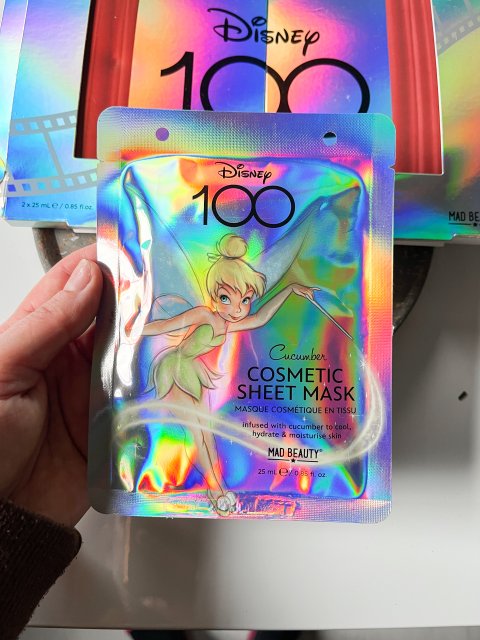 Disney
100
2 x 25 mL ℮ / 0.85 fl. oz.
MAD BEAU
Disney
100
Cucumber
COSMETIC
SHEET MASK
MASQUE COSMÉTIQUE EN TISSU
infused with cucumber to cool,
hydrate & moisturise skin
MAD BEAUTY®
25 mL ℮ / 0.85 fl. oz